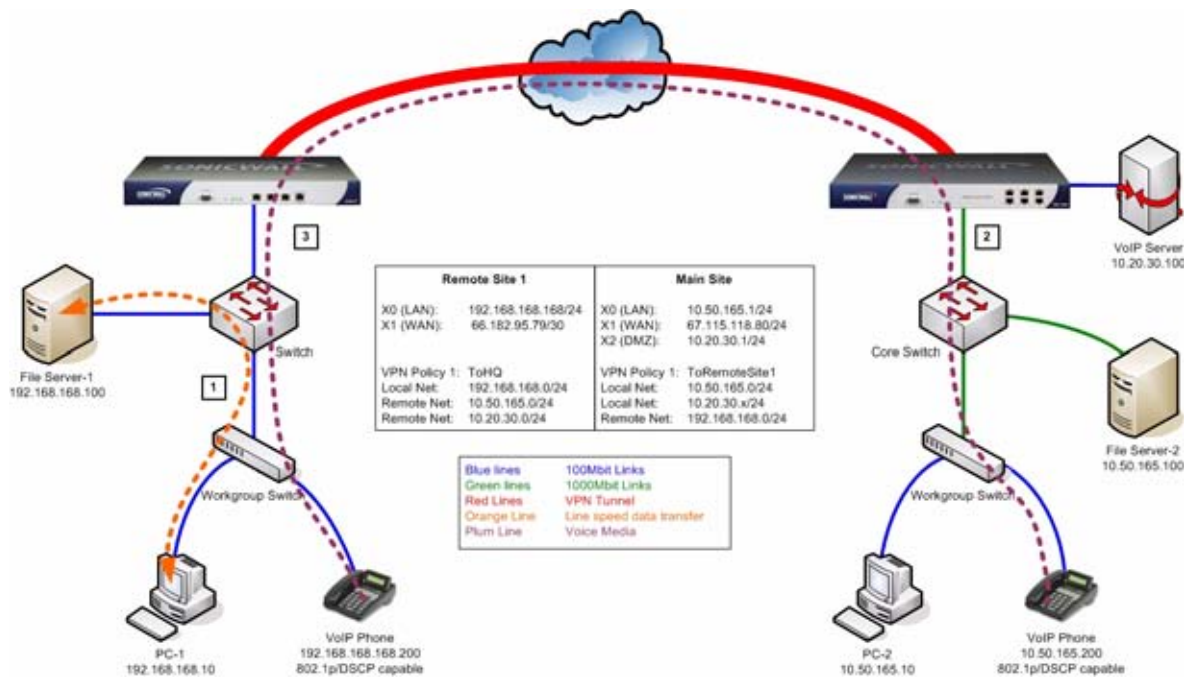 SONICWALL
SONICWALL
3
2
VoIP Server
10.20.30.100
Remote Site 1
X0 (LAN): 192.168.168.168/24
X1 (WAN): 66.182.95.79/30
VPN Policy 1: ToHQ
Local Net: 192.168.168.0/24
Remote Net: 10.50.165.0/24
Remote Net: 10.20.30.0/24
Main Site
X0 (LAN): 10.50.165.1/24
X1 (WAN): 67.115.118.80/24
X2 (DMZ): 10.20.30.1/24
VPN Policy 1: ToRemoteSite1
Local Net: 10.50.165.0/24
Local Net: 10.20.30.x/24
Remote Net: 192.168.168.0/24
Switch
Core Switch
File Server-1
192.168.168.100
1
File Server-2
10.50.165.100
Workgroup Switch
Workgroup Switch
Blue lines 100Mbit Links
Green lines 1000Mbit Links
Red Lines VPN Tunnel
Orange Line Line speed data transfer
Plum Line Voice Media
PC-1
192.168.168.10
VoIP Phone
192.168.168.168.200
802.1p/DSCP capable
PC-2
10.50.165.10
VoIP Phone
10.50.165.200
802.1p/DSCP capable